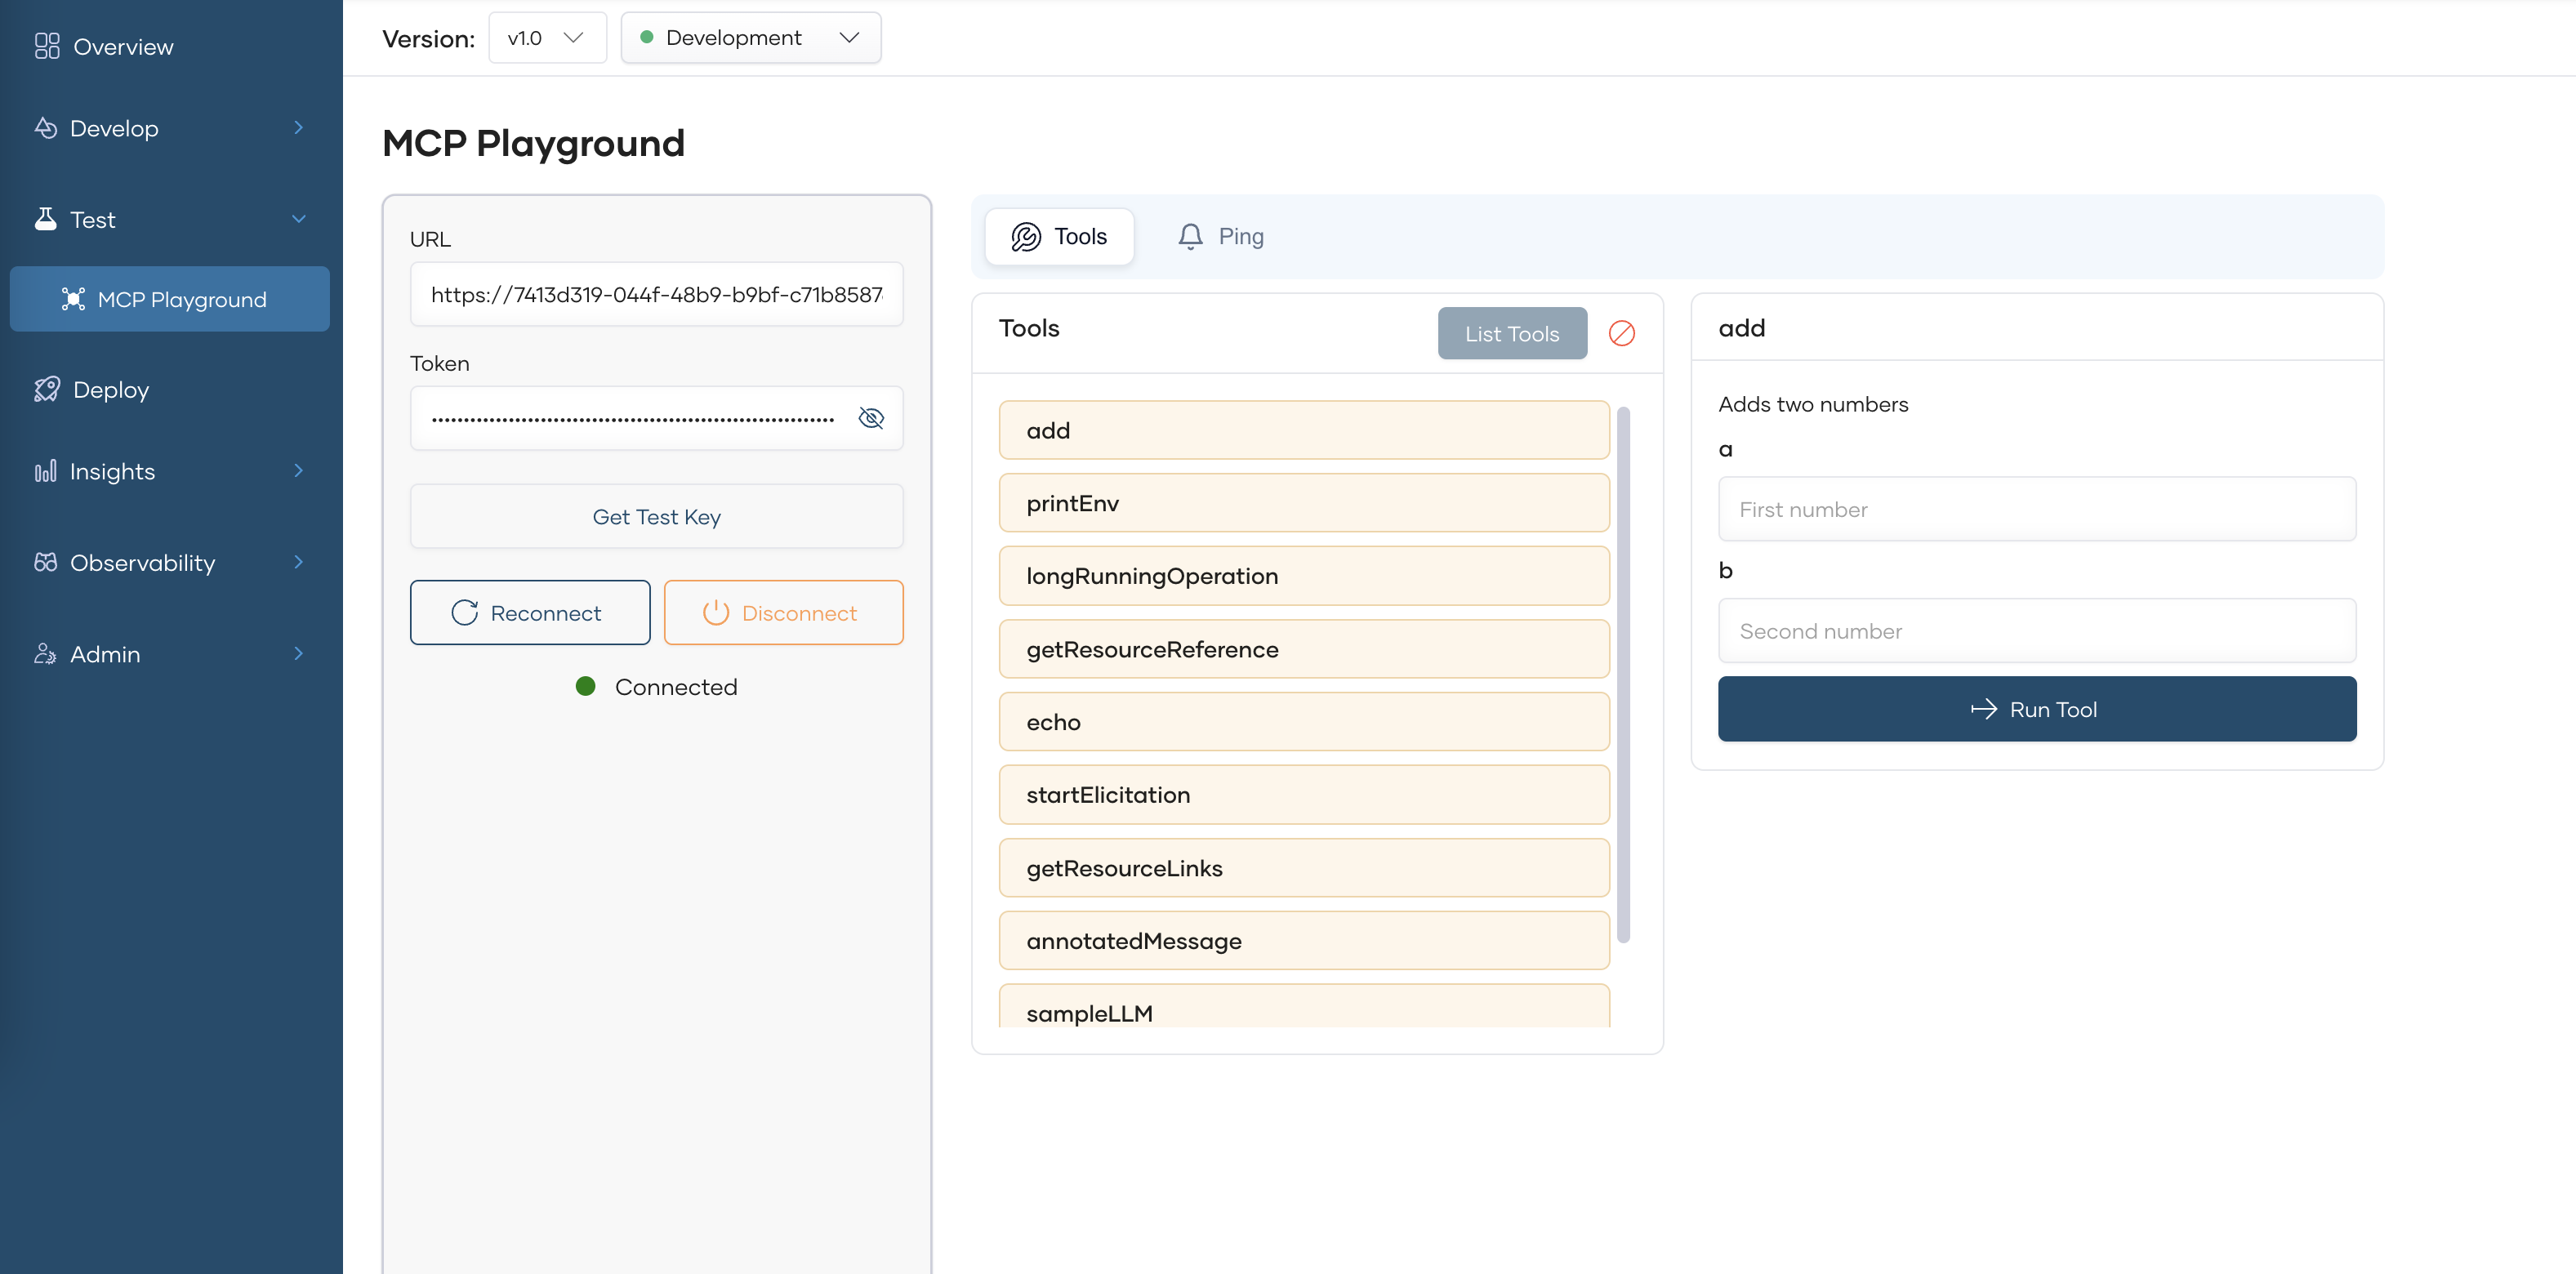 Overview
Develop
Test
MCP Playground
Deploy
Insights
Observability
Admin
Version: v1.0 Development
MCP Playground
URL
https://7413d319-044f-48b9-b9bf-c71b8587
Token
Get Test Key
Reconnect Disconnect
Connected
Tools Ping
Tools List Tools
add
printEnv
longRunningOperation
getResourceReference
echo
startElicitation
getResourceLinks
annotatedMessage
sampleLLM
add
Adds two numbers
a
First number
b
Second number
Run Tool